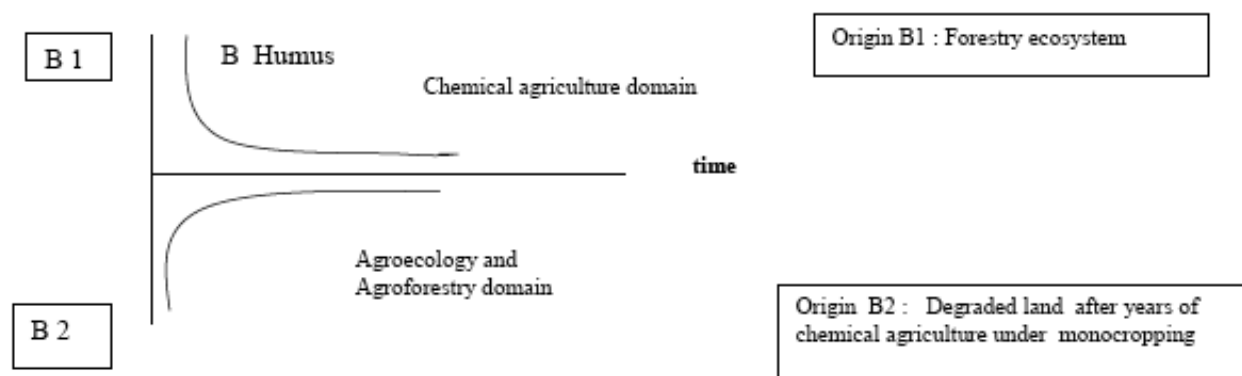 B 1
B Humus
Origin B1 : Forestry ecosystem
Chemical agriculture domain
time
Agroecology and
Agroforestry domain
B 2
Origin B2 : Degraded land after years of
chemical agriculture under monocropping